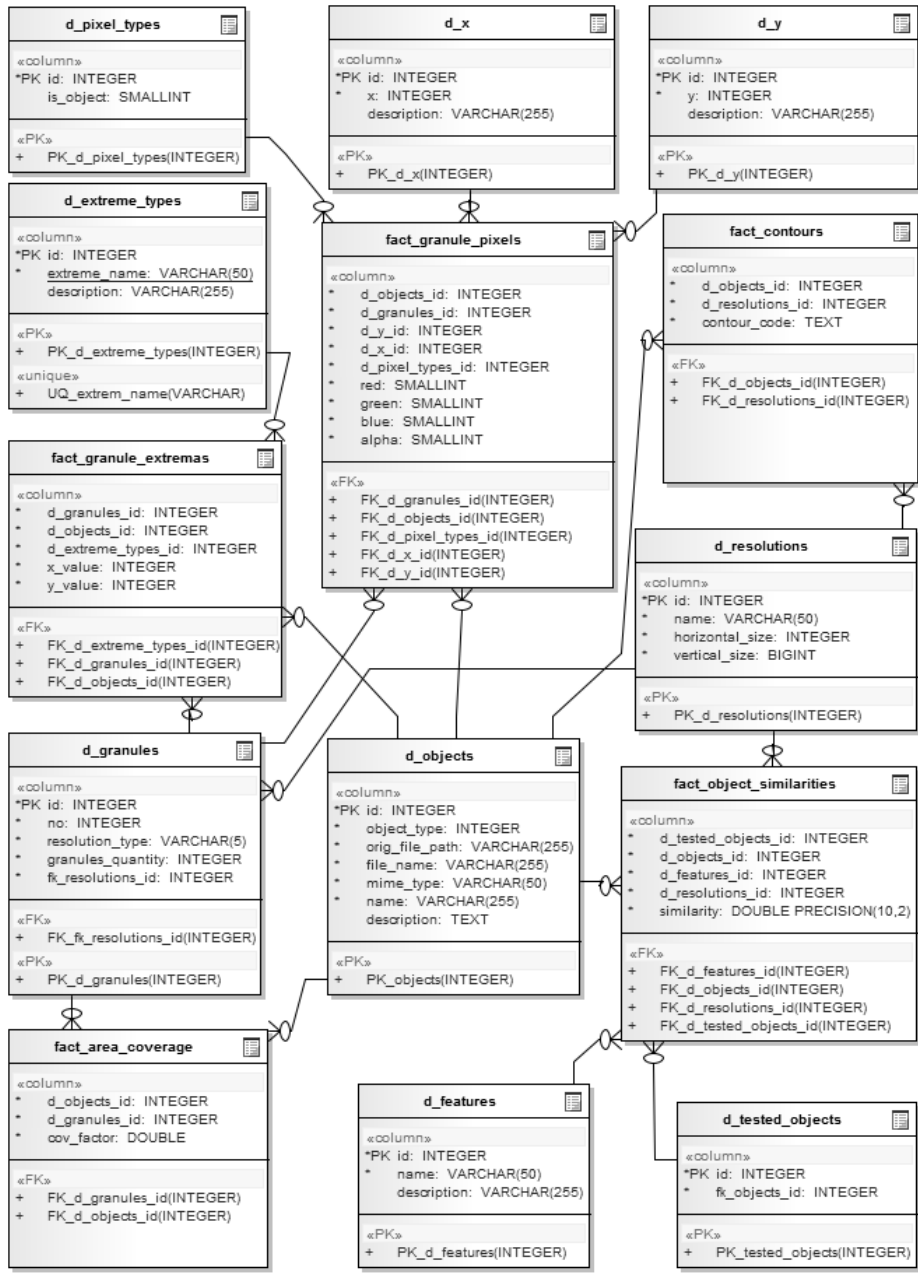 d_pixel_types
«column»
*PK id: INTEGER
is_object: SMALLINT
«PK»
+ PK_d_pixel_types(INTEGER)
d_x
«column»
*PK id: INTEGER
* x: INTEGER
description: VARCHAR(255)
«PK»
+ PK_d_x(INTEGER)
d_y
«column»
*PK id: INTEGER
* y: INTEGER
description: VARCHAR(255)
«PK»
+ PK_d_y(INTEGER)
d_extreme_types
«column»
*PK id: INTEGER
* extreme_name: VARCHAR(50)
description: VARCHAR(255)
«PK»
+ PK_d_extreme_types(INTEGER)
«unique»
+ UQ_extrem_name(VARCHAR)
fact_granule_pixels
«column»
* d_objects_id: INTEGER
* d_granules_id: INTEGER
* d_y_id: INTEGER
* d_x_id: INTEGER
* d_pixel_types_id: INTEGER
* red: SMALLINT
* green: SMALLINT
* blue: SMALLINT
* alpha: SMALLINT
«FK»
+ FK_d_granules_id(INTEGER)
+ FK_d_objects_id(INTEGER)
+ FK_d_pixel_types_id(INTEGER)
+ FK_d_x_id(INTEGER)
+ FK_d_y_id(INTEGER)
fact_contours
«column»
* d_objects_id: INTEGER
* d_resolutions_id: INTEGER
* contour_code: TEXT
«FK»
+ FK_d_objects_id(INTEGER)
+ FK_d_resolutions_id(INTEGER)
fact_granule_extremas
«column»
* d_granules_id: INTEGER
* d_objects_id: INTEGER
* d_extreme_types_id: INTEGER
* x_value: INTEGER
* y_value: INTEGER
«FK»
+ FK_d_extreme_types_id(INTEGER)
+ FK_d_granules_id(INTEGER)
+ FK_d_objects_id(INTEGER)
d_resolutions
«column»
*PK id: INTEGER
* name: VARCHAR(50)
* horizontal_size: INTEGER
* vertical_size: BIGINT
«PK»
+ PK_d_resolutions(INTEGER)
d_granules
«column»
*PK id: INTEGER
* no: INTEGER
* resolution_type: VARCHAR(5)
* granules_quantity: INTEGER
* fk_resolutions_id: INTEGER
«FK»
+ FK_fk_resolutions_id(INTEGER)
«PK»
+ PK_d_granules(INTEGER)
d_objects
«column»
*PK id: INTEGER
* object_type: INTEGER
* orig_file_path: VARCHAR(255)
* file_name: VARCHAR(255)
* mime_type: VARCHAR(50)
* name: VARCHAR(255)
description: TEXT
«PK»
+ PK_objects(INTEGER)
fact_object_similarities
«column»
* d_tested_objects_id: INTEGER
* d_objects_id: INTEGER
* d_features_id: INTEGER
* d_resolutions_id: INTEGER
* similarity: DOUBLE PRECISION(10,2)
«FK»
+ FK_d_features_id(INTEGER)
+ FK_d_objects_id(INTEGER)
+ FK_d_resolutions_id(INTEGER)
+ FK_d_tested_objects_id(INTEGER)
fact_area_coverage
«column»
* d_objects_id: INTEGER
* d_granules_id: INTEGER
* cov_factor: DOUBLE
«FK»
+ FK_d_granules_id(INTEGER)
+ FK_d_objects_id(INTEGER)
d_features
«column»
*PK id: INTEGER
* name: VARCHAR(50)
description: VARCHAR(255)
«PK»
+ PK_d_features(INTEGER)
d_tested_objects
«column»
*PK id: INTEGER
* fk_objects_id: INTEGER
«PK»
+ PK_tested_objects(INTEGER)